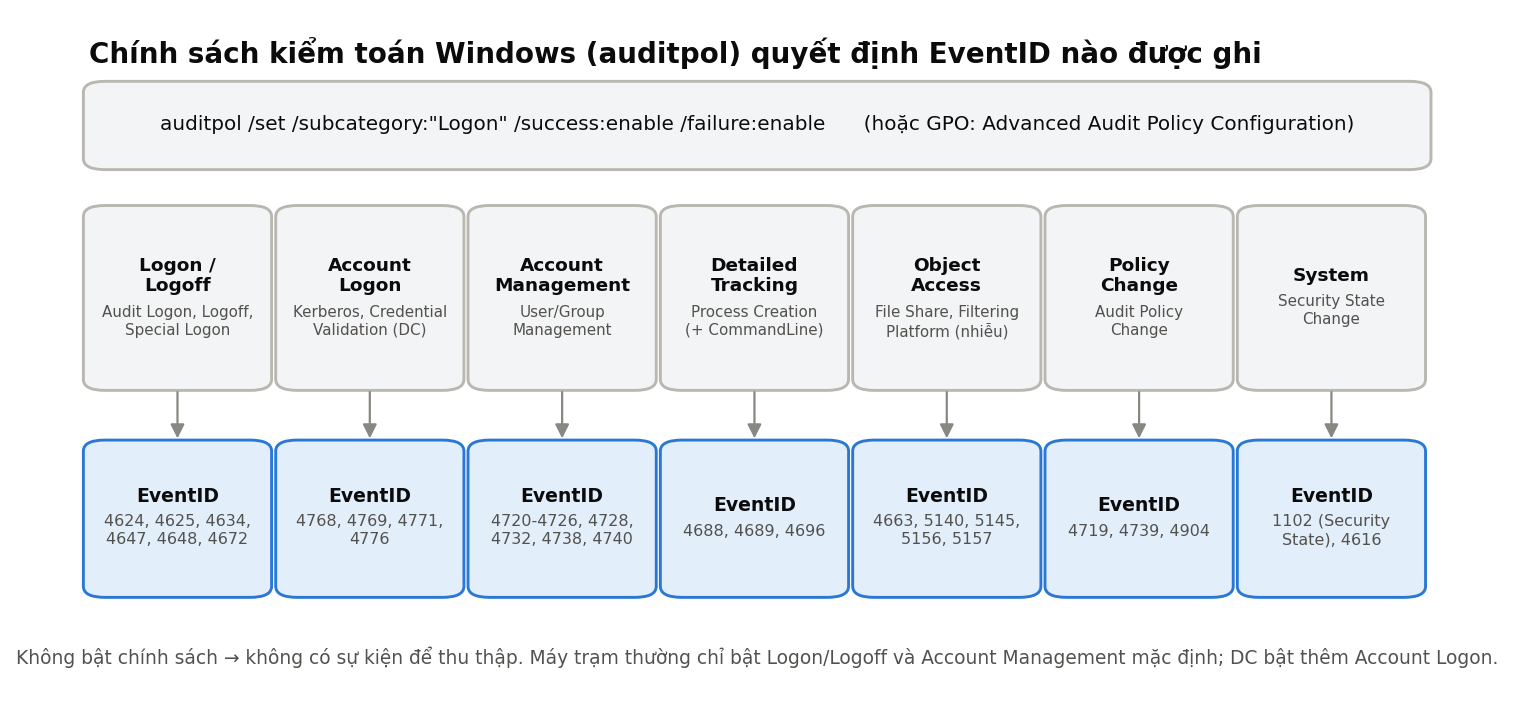 Chính sách kiểm toán Windows (auditpol) quyết định EventID nào được ghi
auditpol /set /subcategory:"Logon" /success:enable /failure:enable (hoặc GPO: Advanced Audit Policy Configuration)
Logon /
Logoff
Audit Logon, Logoff,
Special Logon
Account
Logon
Kerberos, Credential
Validation (DC)
Account
Management
User/Group
Management
Detailed
Tracking
Process Creation
(+ CommandLine)
Object
Access
File Share, Filtering
Platform (nhiễu)
Policy
Change
Audit Policy
Change
System
Security State
Change
EventID
4624, 4625, 4634,
4647, 4648, 4672
EventID
4768, 4769, 4771,
4776
EventID
4720-4726, 4728,
4732, 4738, 4740
EventID
4688, 4689, 4696
EventID
4663, 5140, 5145,
5156, 5157
EventID
4719, 4739, 4904
EventID
1102 (Security
State), 4616
Không bật chính sách → không có sự kiện để thu thập. Máy trạm thường chỉ bật Logon/Logoff và Account Management mặc định; DC bật thêm Account Logon.